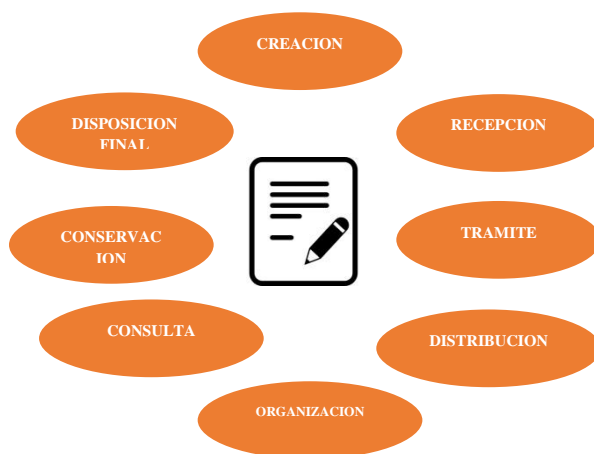 CREACION
RECEPCION
TRAMITE
DISTRIBUCION
ORGANIZACION
CONSULTA
CONSERVAC
ION
DISPOSICION
FINAL